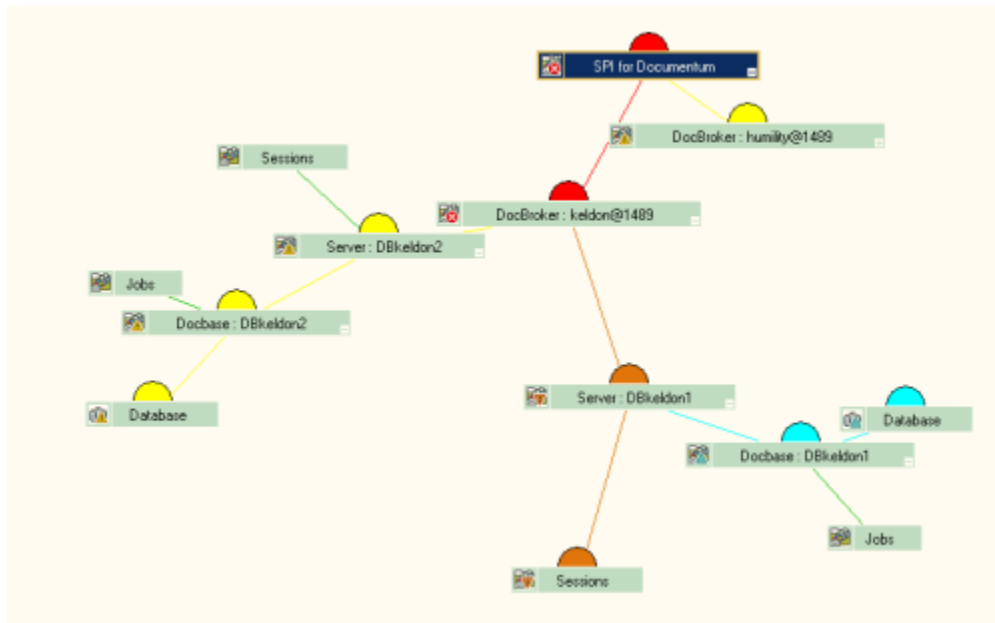 SPI for Documentum
DocBroker : humility@1489
Sessions
DocBroker : keldon@1489
Server : DBkeldon2
Jobs
Docbase : DBkeldon2
Database
Server : DBkeldon1
Database
Docbase : DBkeldon1
Jobs
Sessions